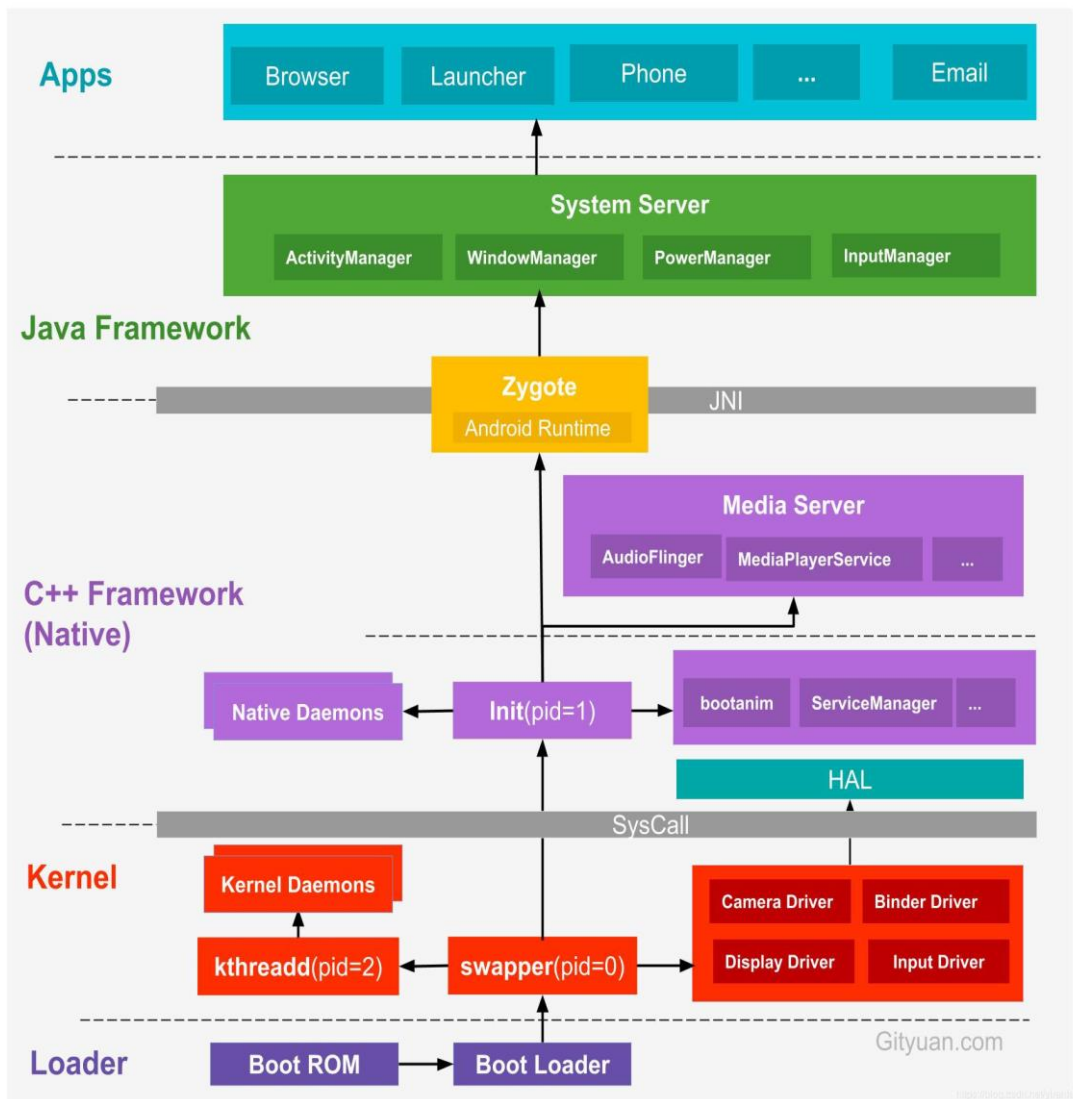 Apps
Browser
Launcher
Phone
...
Email
System Server
ActivityManager
WindowManager
PowerManager
InputManager
Java Framework
Zygote
Android Runtime
JNI
Media Server
AudioFlinger
MediaPlayerService
...
C++ Framework
(Native)
Native Daemons
Init(pid=1)
bootanim
ServiceManager
...
HAL
SysCall
Kernel
Kernel Daemons
Camera Driver
Binder Driver
kthreadd(pid=2)
swapper(pid=0)
Display Driver
Input Driver
Gityuan.com
Loader
Boot ROM
Boot Loader